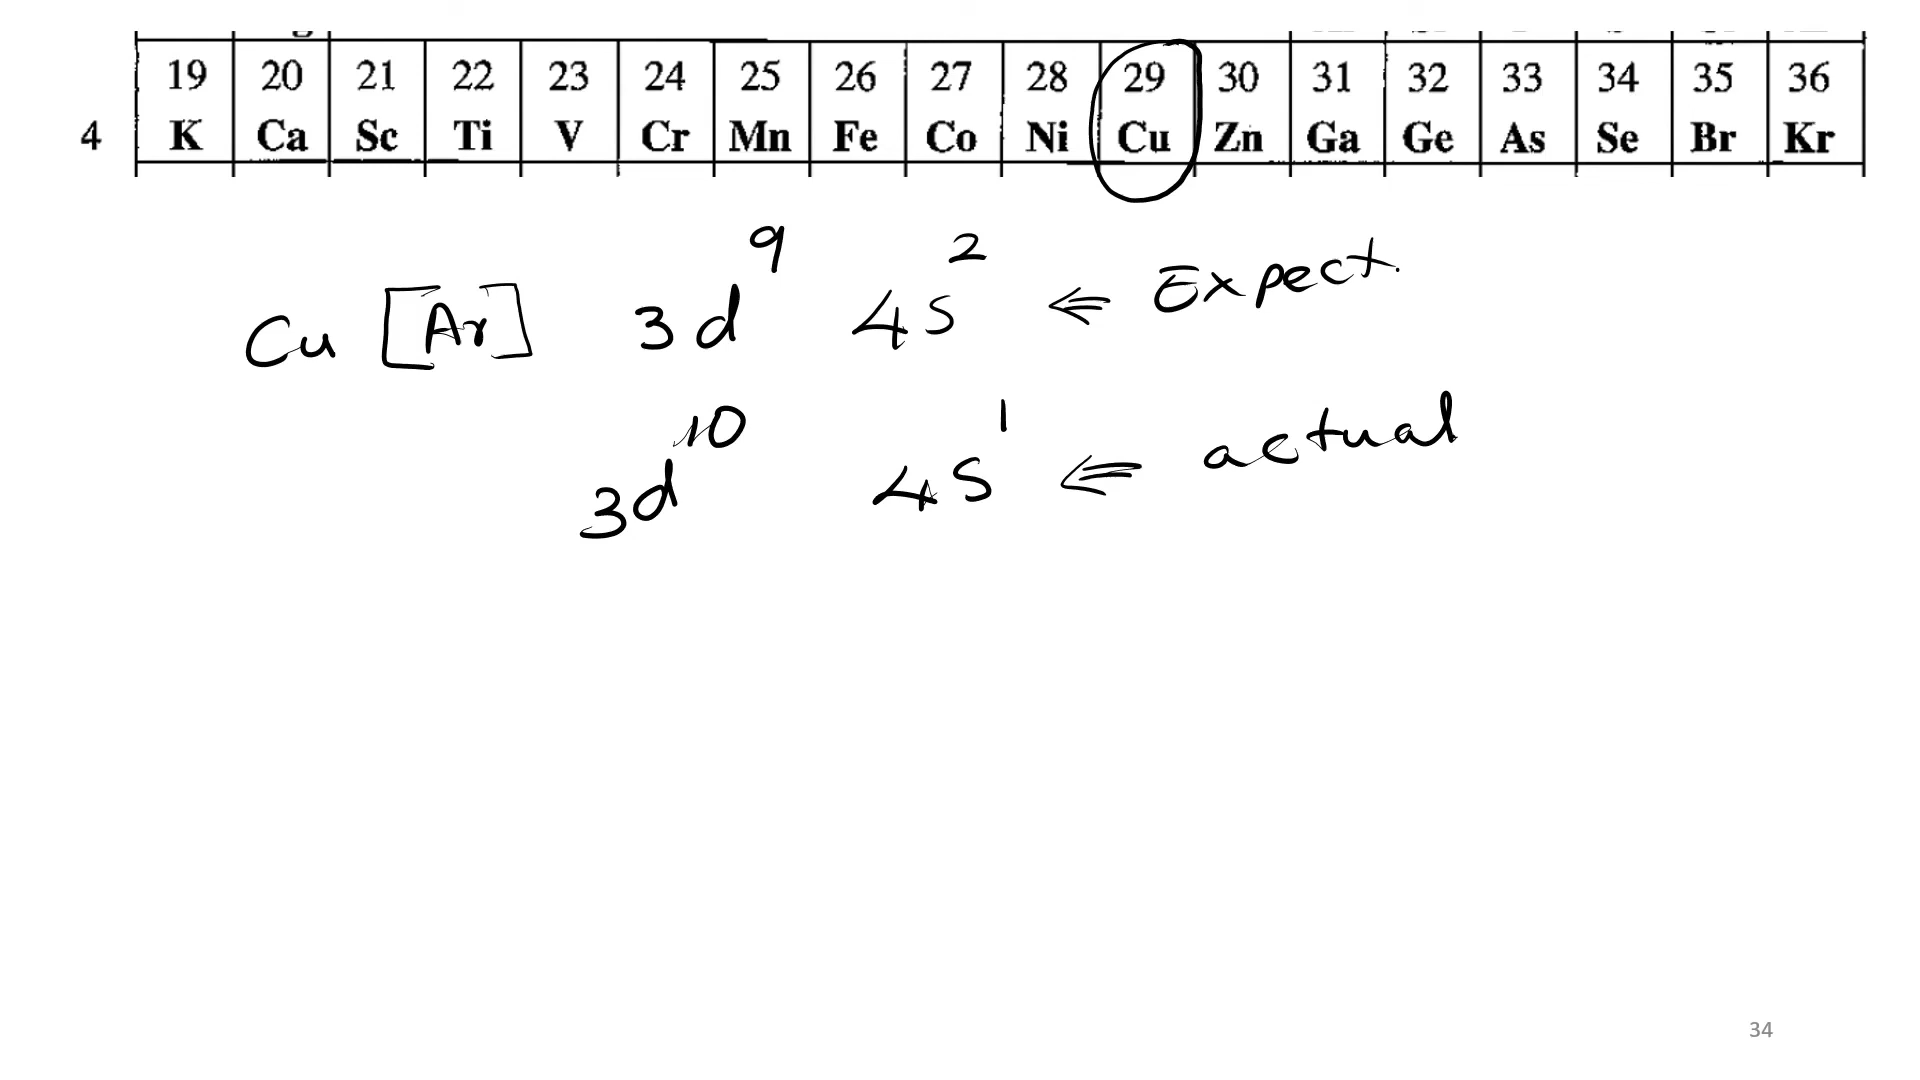 19 20 21 22 23 24 25 26 27 28 29 30 31 32 33 34 35 36
4 K Ca Sc Ti V Cr Mn Fe Co Ni Cu Zn Ga Ge As Se Br Kr
Cu [Ar] 3d⁹ 4s² ⇐ Expect.
3d¹⁰ 4s¹ ⇐ actual
34